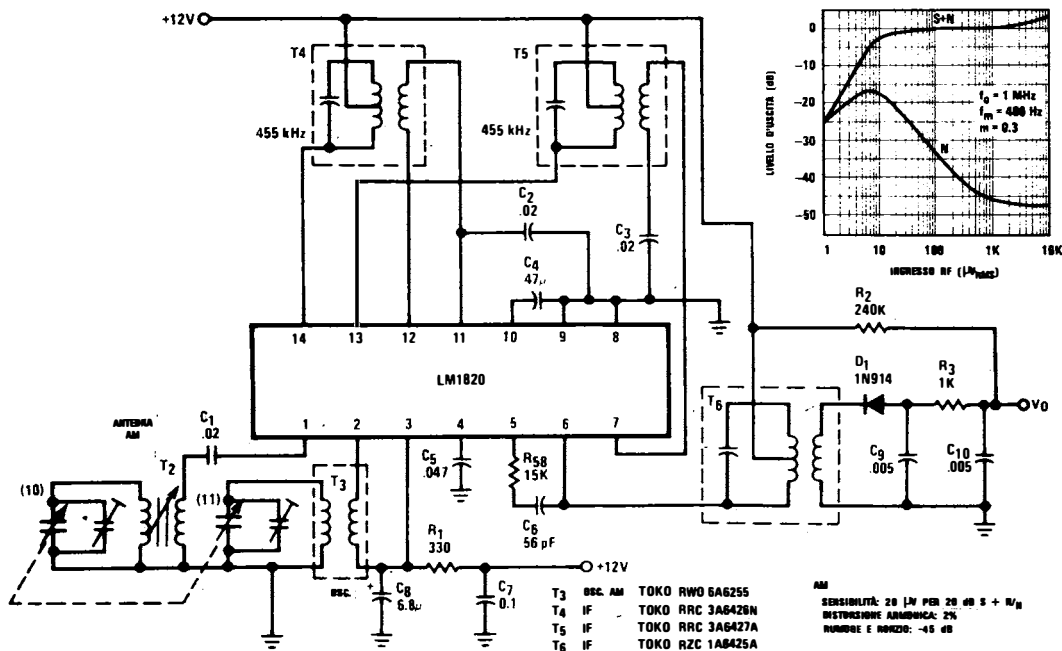 +12V
T4
455 kHz
T5
455 kHz
C2
.02
C3
.02
C4
47µ
14 13 12 11 10 9 8
LM1820
1 2 3 4 5 6 7
LIVELLO D'USCITÀ (dB)
0
-10
-20
-30
-40
-50
S+N
N
fo = 1 MHz
fm = 400 Hz
m = 0.3
1 10 100 1K 10K
INGRESSO RF (µVRMS)
R2
240K
D1
1N914
R3
1K
VO
T6
C9
.005
C10
.005
ANTENNA
AM
C1
.02
T2
(10)
(11)
T3
OSC.
C5
.047
R58
15K
C6
56 pF
R1
330
+12V
+
C8
6.8µ
C7
0.1
T3 OSC. AM TOKO RWO 6A6255
T4 IF TOKO RRC 3A6426N
T5 IF TOKO RRC 3A6427A
T6 IF TOKO RZC 1A6425A
AM
SENSIBILITÀ: 20 µV PER 20 dB S + N/N
DISTORSIONE ARMONICA: 2%
RUMORE E RONZIO: -45 dB